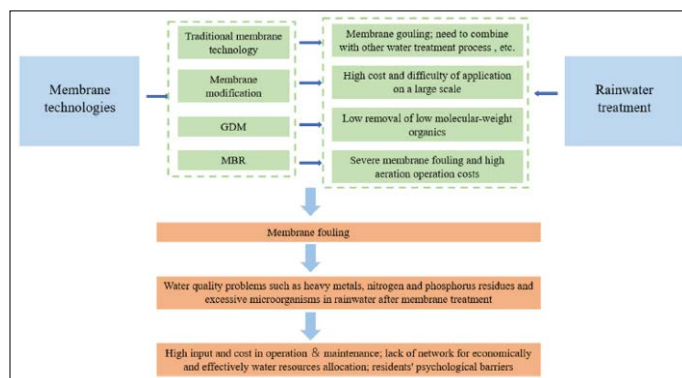 Membrane
technologies
Traditional membrane
technology
Membrane
modification
GDM
MBR
Membrane gouling; need to combine
with other water treatment process , etc.
High cost and difficulty of application
on a large scale
Low removal of low molecular-weight
organics
Severe membrane fouling and high
aeration operation costs
Rainwater
treatment
Membrane fouling
Water quality problems such as heavy metals, nitrogen and phosphorus residues and
excessive microorganisms in rainwater after membrane treatment
High input and cost in operation & maintenance; lack of network for economically
and effectively water resources allocation; residents' psychological barriers